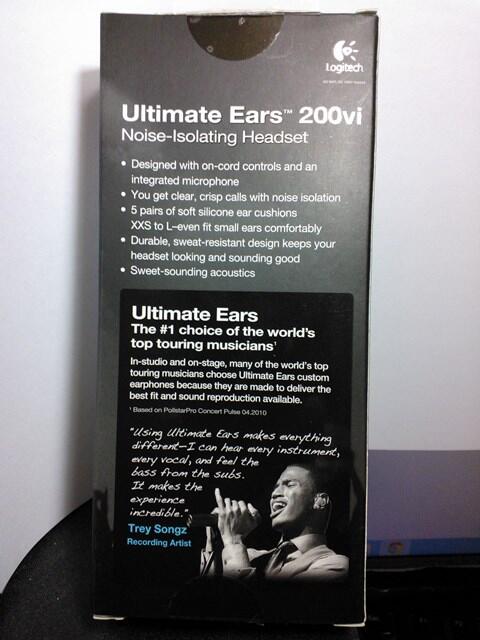 Logitech
Ultimate Ears™ 200vi
Noise-Isolating Headset
• Designed with on-cord controls and an
integrated microphone
• You get clear, crisp calls with noise isolation
• 5 pairs of soft silicone ear cushions
XXS to L–even fit small ears comfortably
• Durable, sweat-resistant design keeps your
headset looking and sounding good
• Sweet-sounding acoustics
Ultimate Ears
The #1 choice of the world's
top touring musicians¹
In-studio and on-stage, many of the world's top
touring musicians choose Ultimate Ears custom
earphones because they are made to deliver the
best fit and sound reproduction available.
¹ Based on PollstarPro Concert Pulse 04.2010
"Using Ultimate Ears makes everything
different–I can hear every instrument,
every vocal, and feel the
bass from the subs.
It makes the
experience
incredible."
Trey Songz
Recording Artist